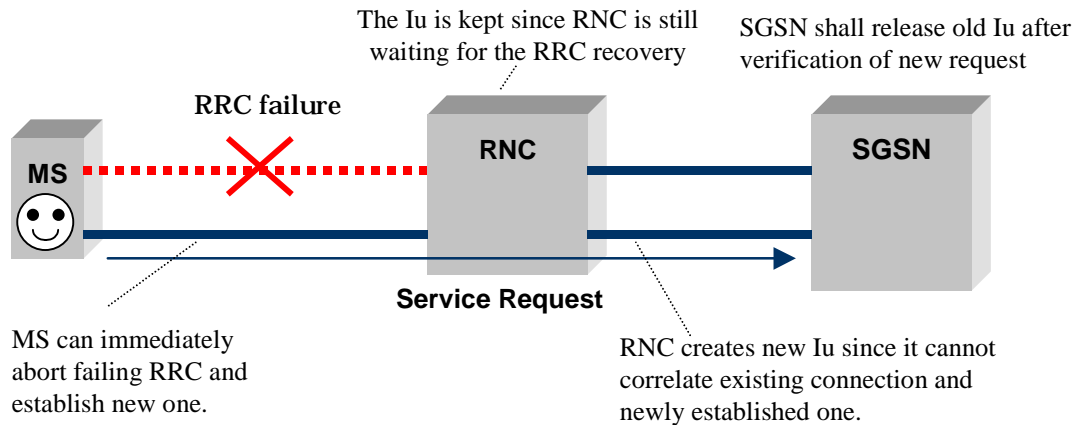 The Iu is kept since RNC is still
waiting for the RRC recovery
SGSN shall release old Iu after
verification of new request
RRC failure
MS
RNC
SGSN
Service Request
MS can immediately
abort failing RRC and
establish new one.
RNC creates new Iu since it cannot
correlate existing connection and
newly established one.